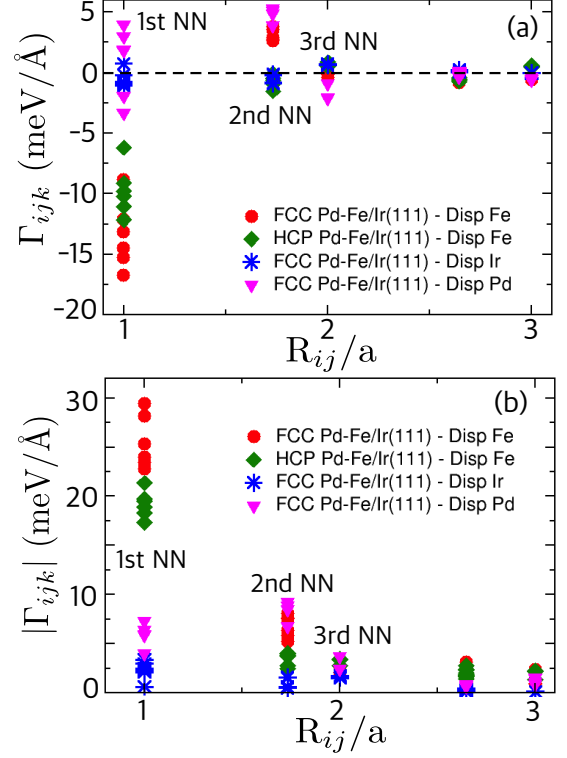 5
(a)
1st NN
3rd NN
0
2nd NN
-5
Γijk (meV/Å)
-10
FCC Pd-Fe/Ir(111) - Disp Fe
HCP Pd-Fe/Ir(111) - Disp Fe
FCC Pd-Fe/Ir(111) - Disp Ir
FCC Pd-Fe/Ir(111) - Disp Pd
-15
-20
1 2 3
Rij/a
30
(b)
FCC Pd-Fe/Ir(111) - Disp Fe
HCP Pd-Fe/Ir(111) - Disp Fe
FCC Pd-Fe/Ir(111) - Disp Ir
FCC Pd-Fe/Ir(111) - Disp Pd
20
|Γijk| (meV/Å)
1st NN
2nd NN
10
3rd NN
0
1 2 3
Rij/a